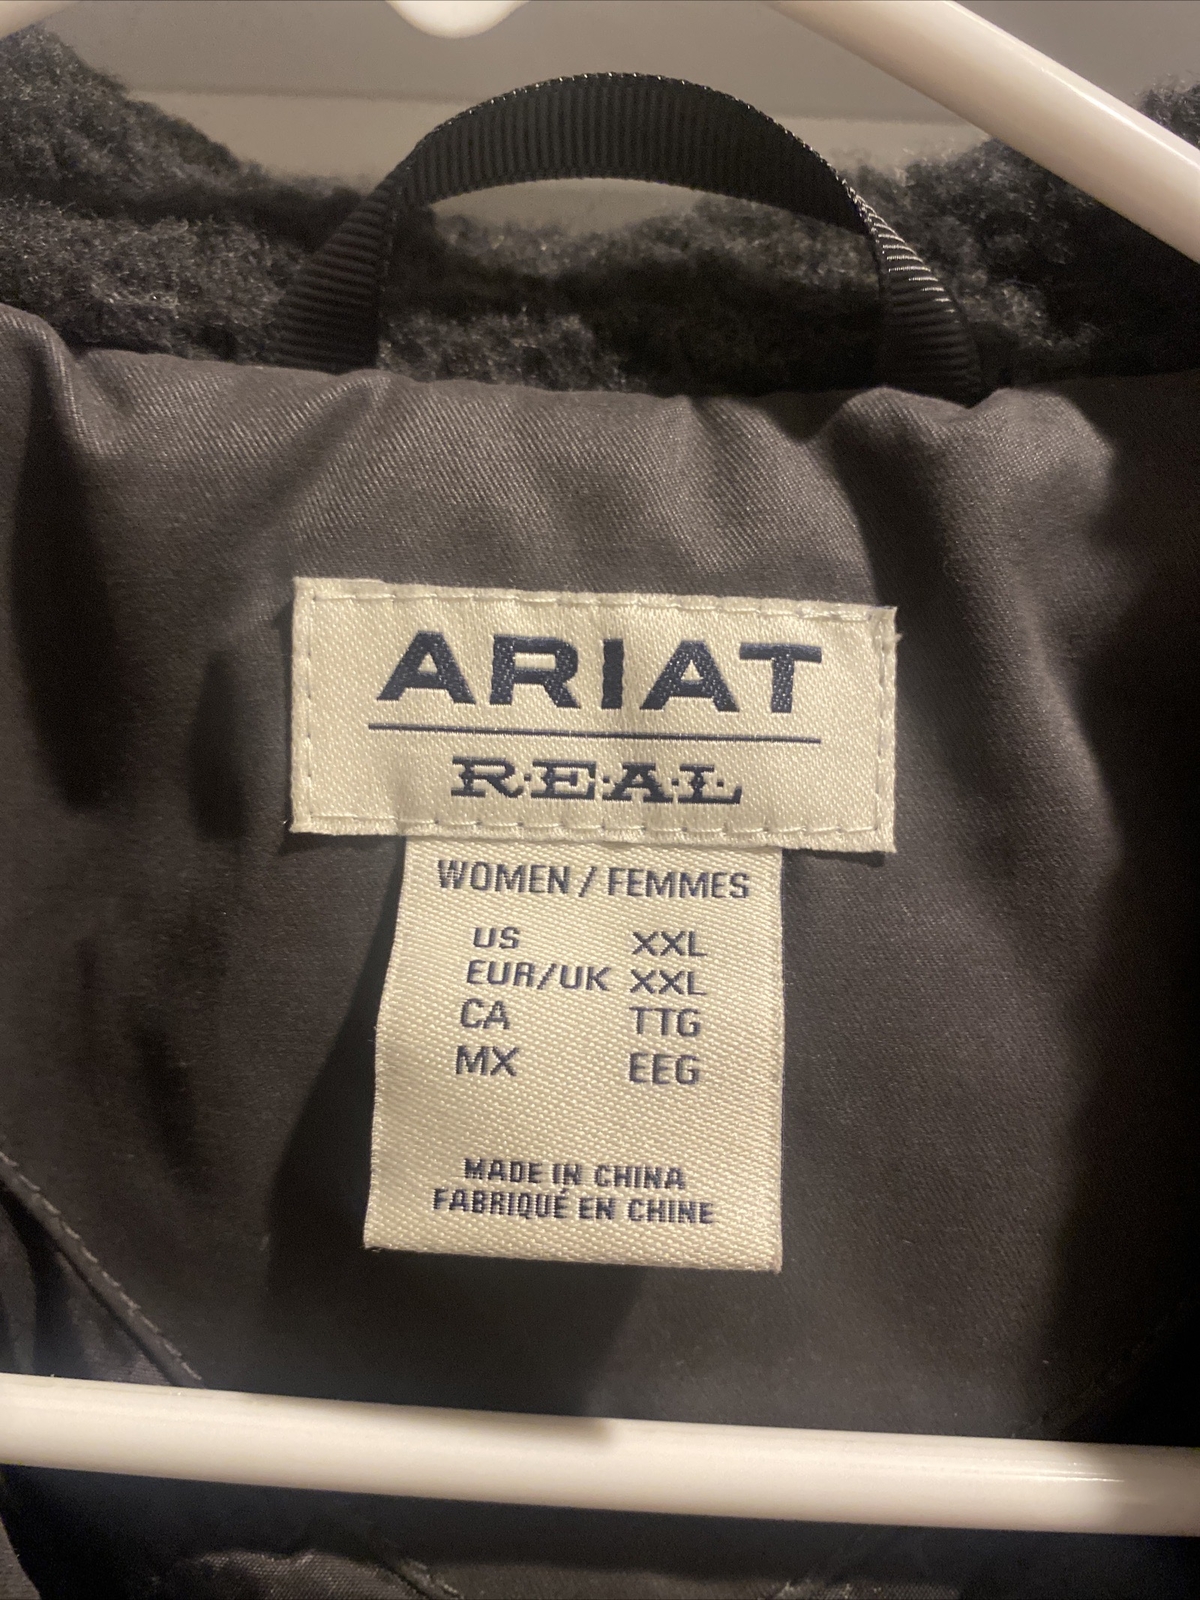 ARIAT
R·E·A·L·
WOMEN / FEMMES
US XXL
EUR/UK XXL
CA TTG
MX EEG
MADE IN CHINA
FABRIQUÉ EN CHINE